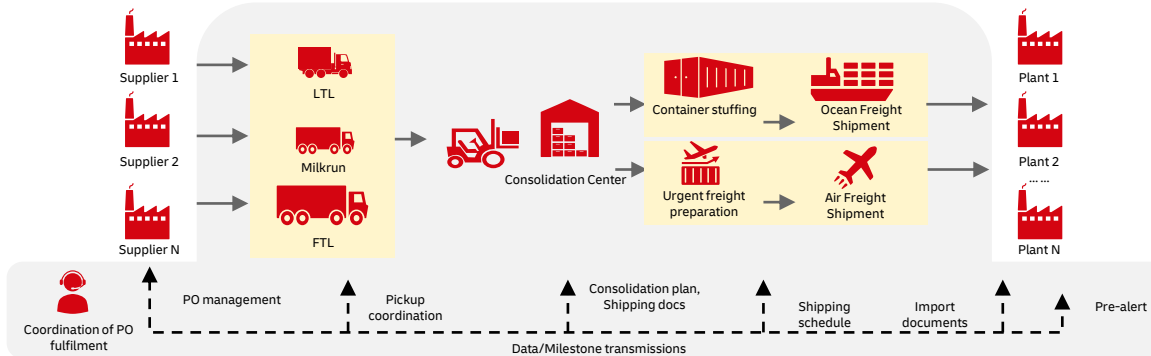 Supplier 1
Supplier 2
Supplier N
LTL
Milkrun
FTL
Consolidation Center
Container stuffing
Ocean Freight
Shipment
Urgent freight
preparation
Air Freight
Shipment
Plant 1
Plant 2
... ...
Plant N
Coordination of PO
fulfilment
PO management
Pickup
coordination
Consolidation plan,
Shipping docs
Shipping
schedule
Import
documents
Pre-alert
Data/Milestone transmissions